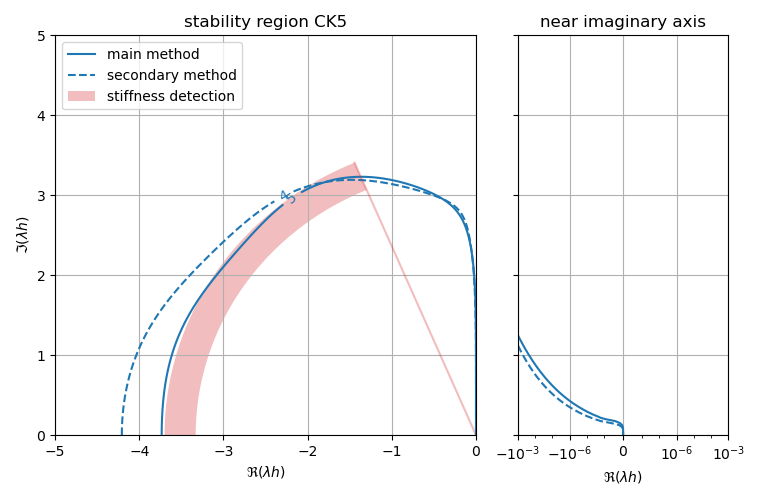 stability region CK5
near imaginary axis
main method
secondary method
stiffness detection
5
4
3
2
1
0
ℑ(λh)
4
5
−5 −4 −3 −2 −1 0
ℜ(λh)
−10⁻³ −10⁻⁶ 0 10⁻⁶ 10⁻³
ℜ(λh)